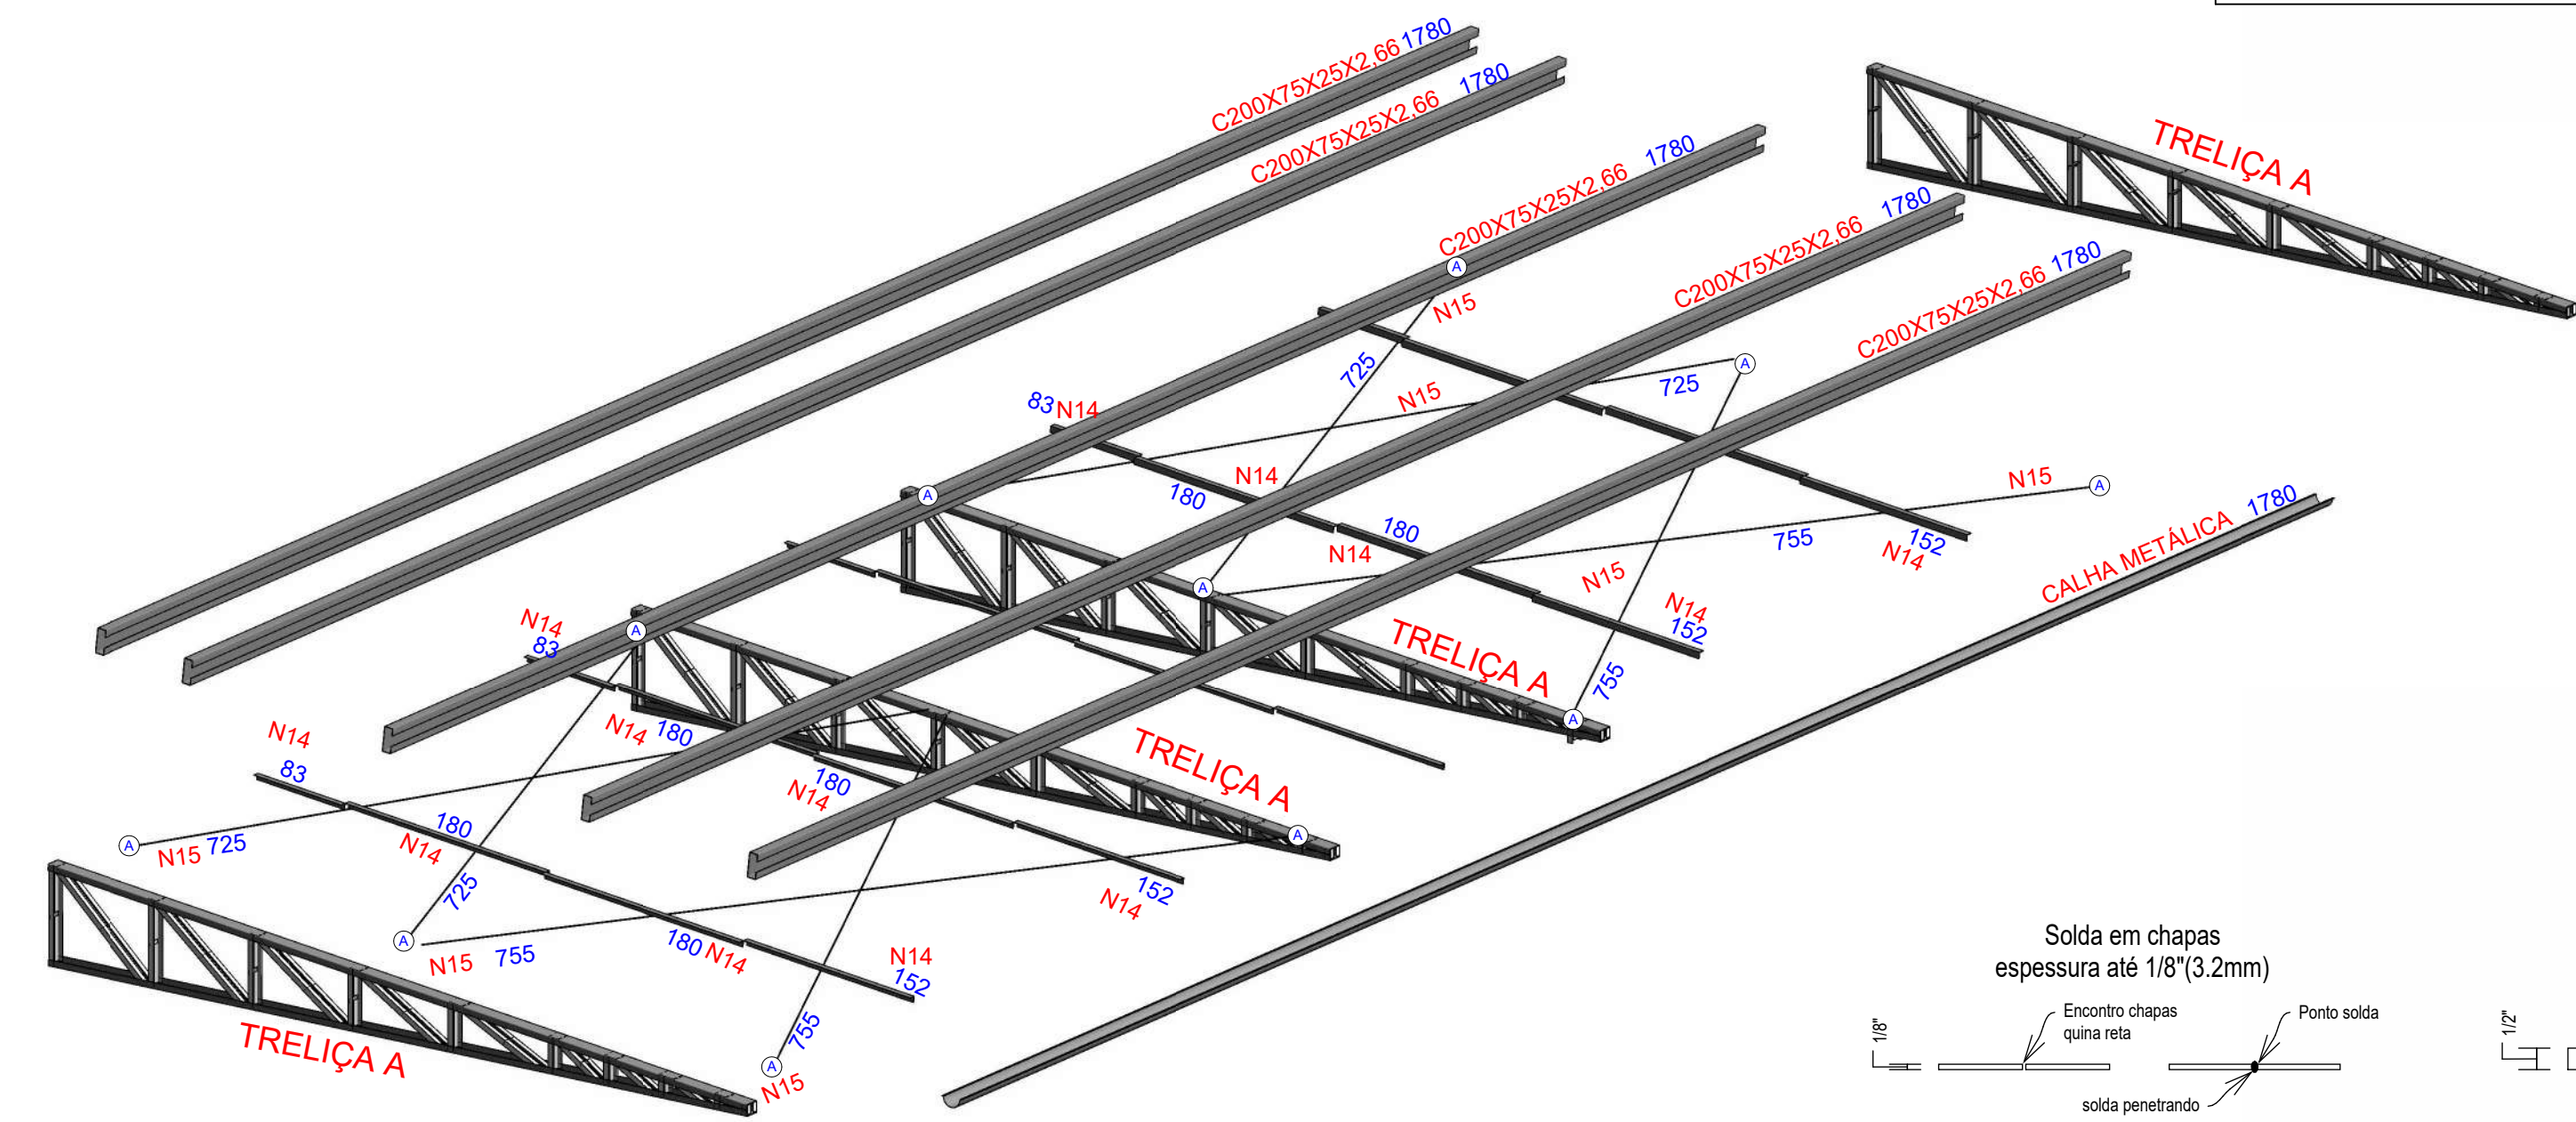 C200X75X25X2,66 1780
C200X75X25X2,66 1780
C200X75X25X2,66 1780
C200X75X25X2,66 1780
C200X75X25X2,66 1780
TRELIÇA A
A
N15
725
A
725
N15
83 N14
N14
180
180
N14
A
N15
A
755
152
N14
CALHA METÁLICA 1780
A
N15
N14
152
TRELIÇA A
755
A
N14
83
A
N14
180
180
N14
TRELIÇA A
A
152
N14
N14
83
180
N14
A
N15 725
725
A
N15 755
180 N14
N14
152
755
A
N15
TRELIÇA A
Solda em chapas
espessura até 1/8"(3.2mm)
1/8"
Encontro chapas
quina reta
Ponto solda
solda penetrando
1/2"